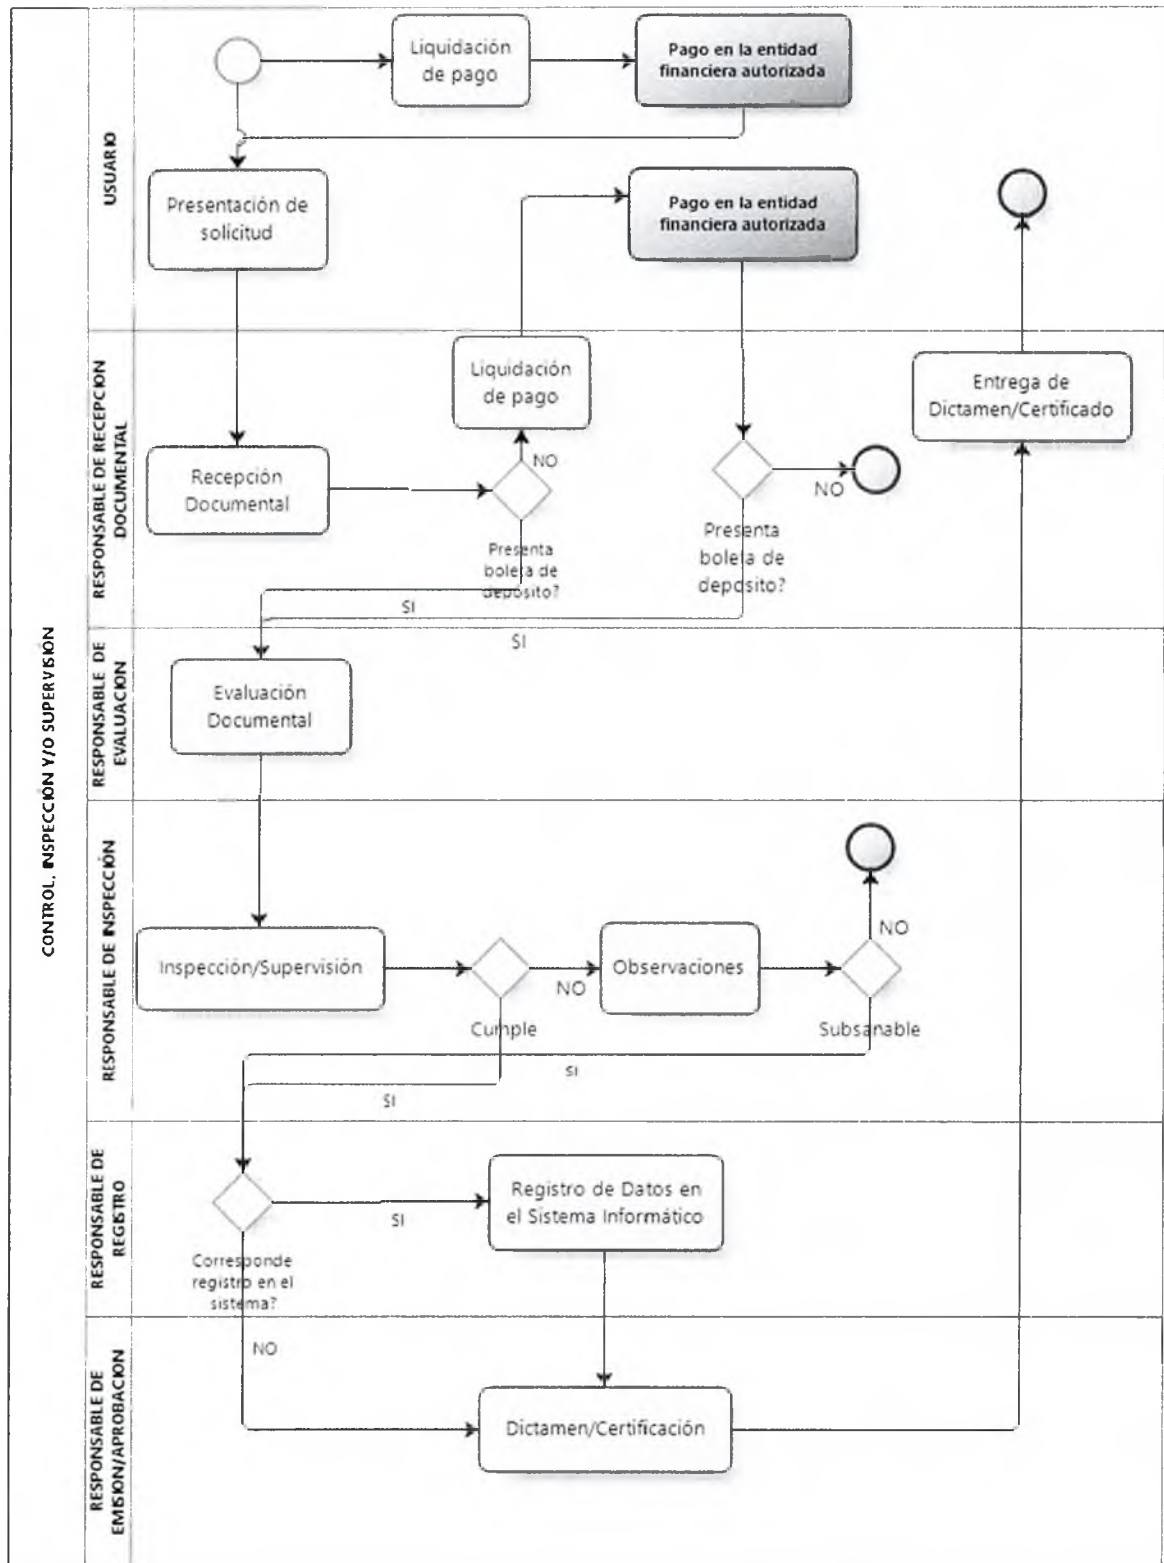 CONTROL, INSPECCIÓN Y/O SUPERVISIÓN
USUARIO
Liquidación
de pago
Pago en la entidad
financiera autorizada
Presentación de
solicitud
Pago en la entidad
financiera autorizada
RESPONSABLE DE RECEPCION
DOCUMENTAL
Liquidación
de pago
Entrega de
Dictamen/Certificado
Recepción
Documental
NO
NO
Presenta
boleta de
deposito?
Presenta
boleta de
deposito?
SI
SI
RESPONSABLE DE
EVALUACION
Evaluación
Documental
RESPONSABLE DE INSPECCIÓN
NO
Inspección/Supervisión
Observaciones
NO
Cumple
Subsanable
SI
SI
RESPONSABLE DE
REGISTRO
Registro de Datos en
el Sistema Informático
SI
Corresponde
registro en el
sistema?
RESPONSABLE DE
EMISION/APROBACION
NO
Dictamen/Certificación